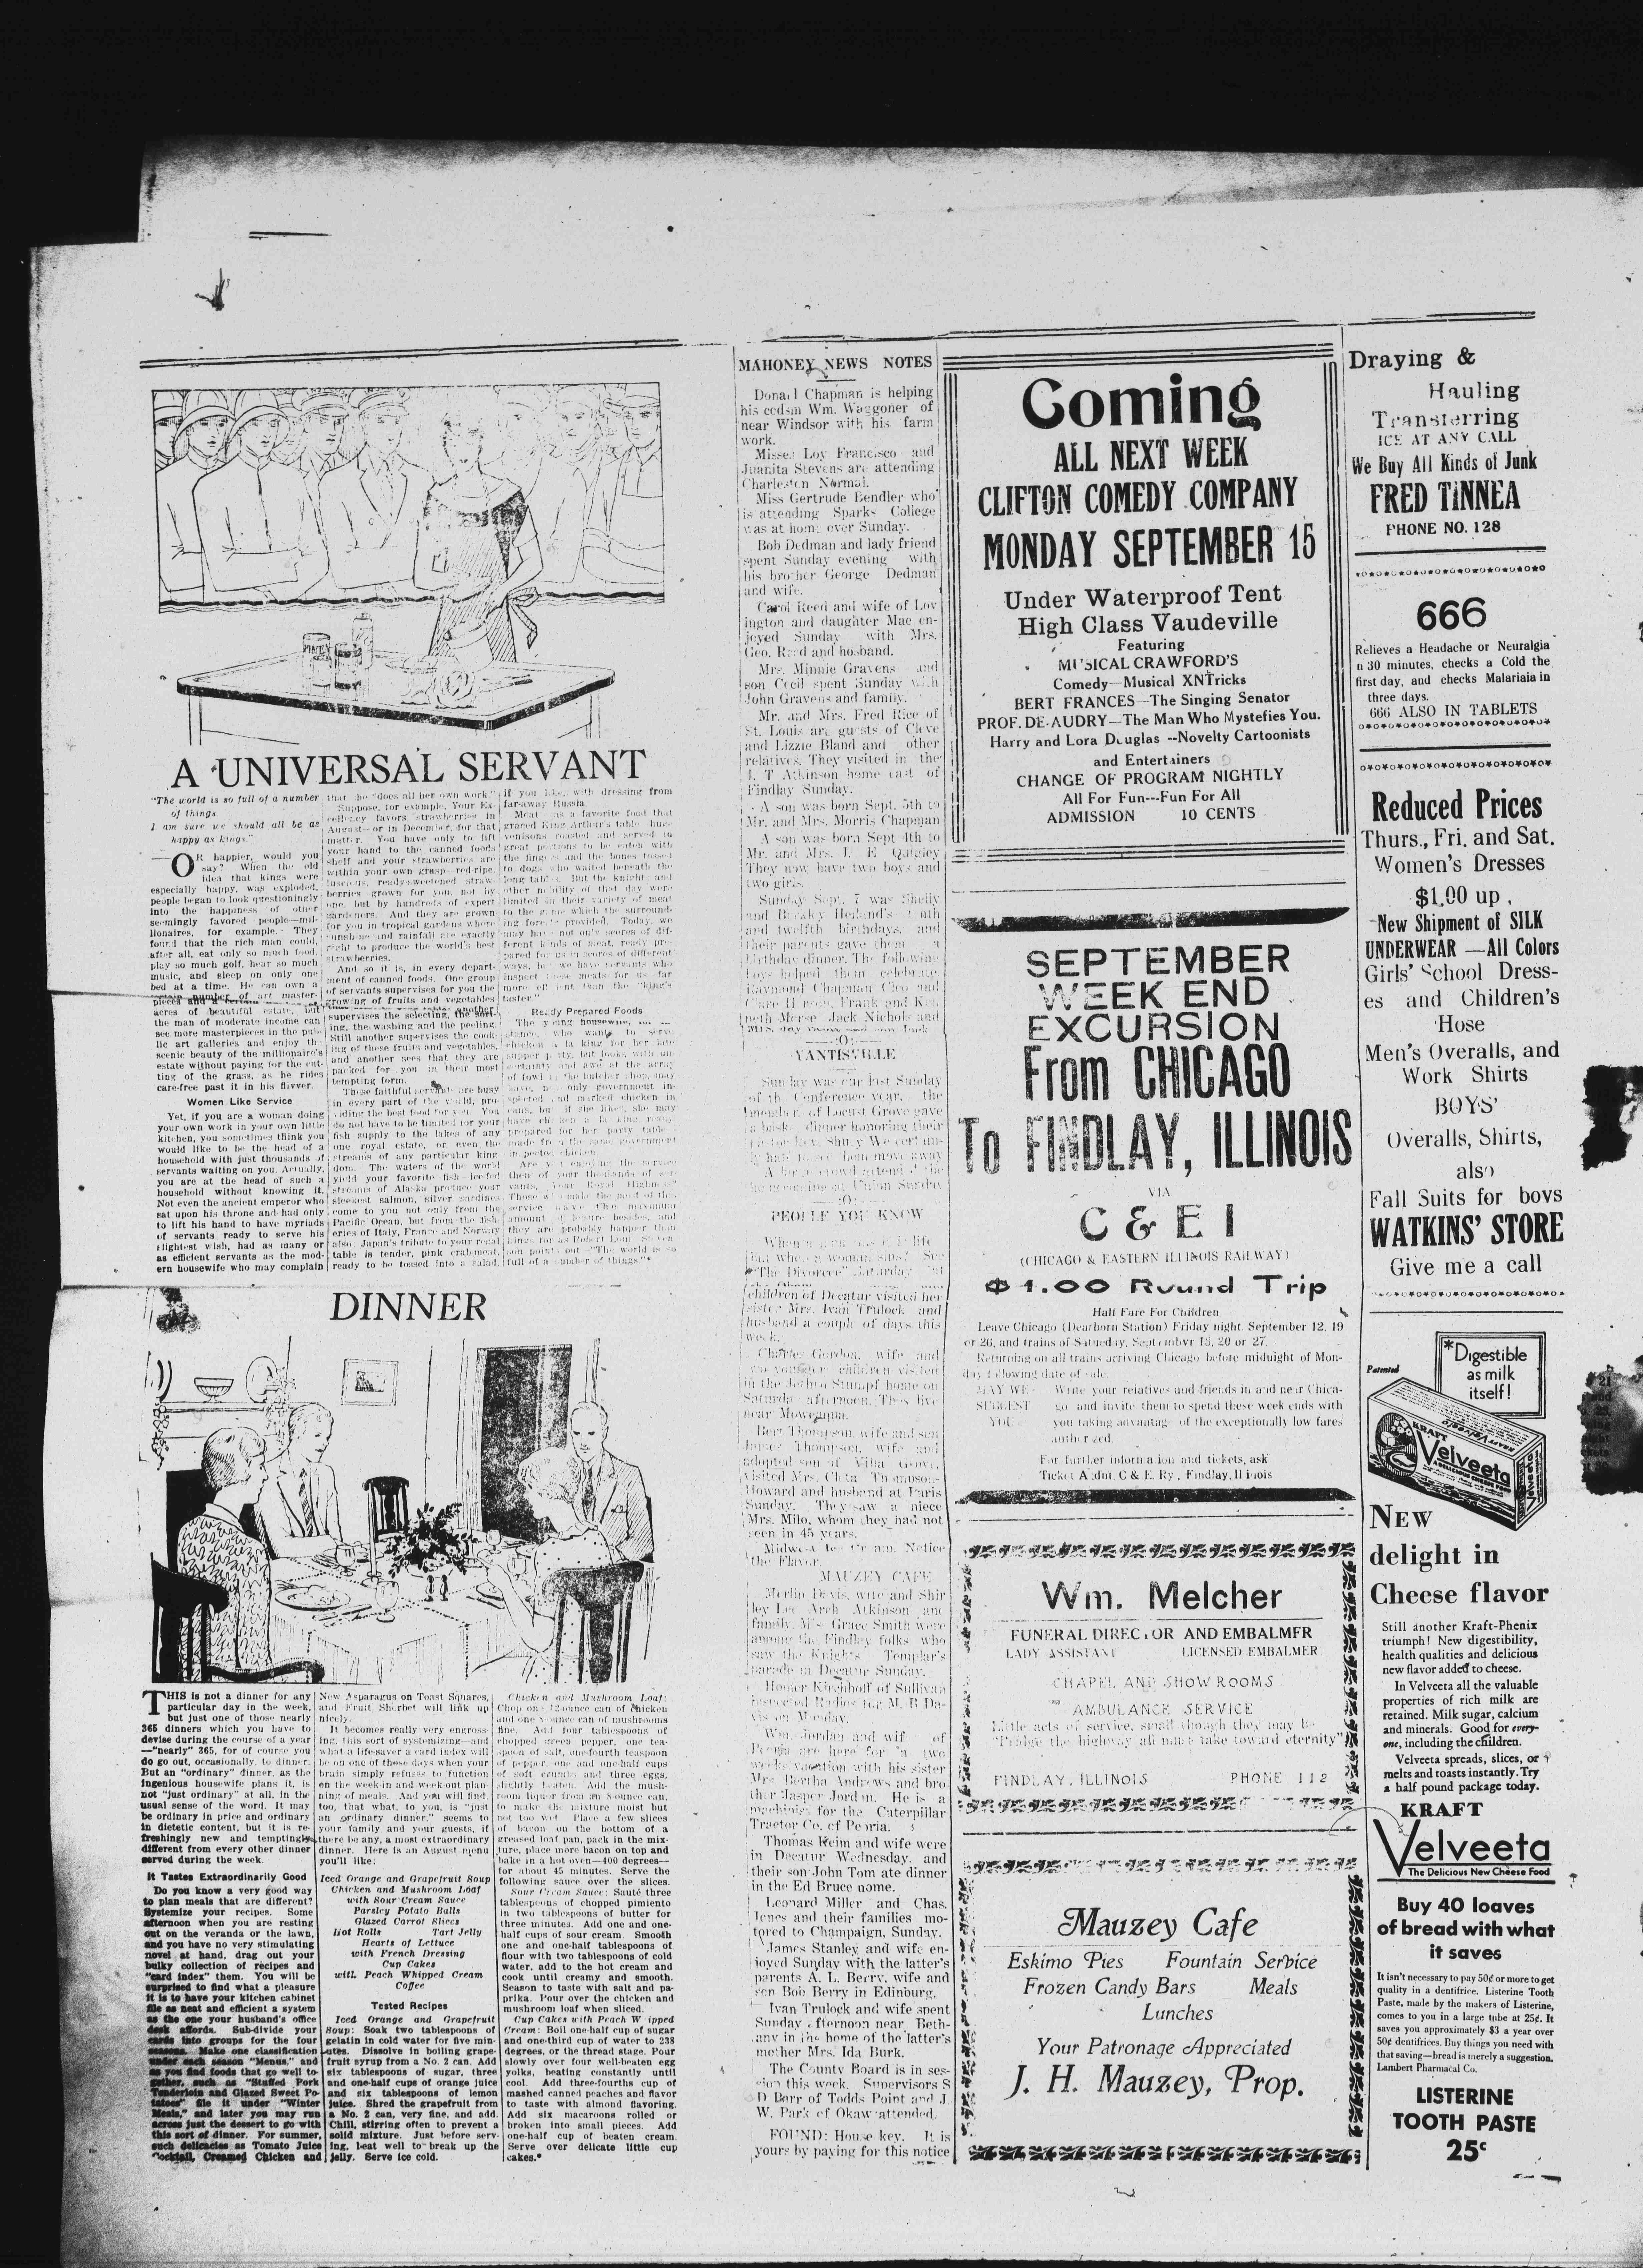 A UNIVERSAL SERVANT
"The world is so full of a number
of things
I am sure we should all be as
happy as kings."
OR happier, would you
say? When the old
idea that kings were
especially happy, was exploded,
people began to look questioningly
into the happiness of other
seemingly favored people—mil-
lionaires, for example. They
found that the rich man could,
after all, eat only so much food,
play so much golf, hear so much
music, and sleep on only one
bed at a time. He can own a
certain number of art master-
pieces and a certain
acres of beautiful estate, but
the man of moderate income can
see more masterpieces in the pub-
lic art galleries and enjoy the
scenic beauty of the millionaire's
estate without paying for the cut-
ting of the grass, as he rides
care-free past it in his flivver.
Women Like Service
Yet, if you are a woman doing
your own work in your own little
kitchen, you sometimes think you
would like to be the head of a
household with just thousands of
servants waiting on you. Actually,
you are at the head of such a
household without knowing it.
Not even the ancient emperor who
sat upon his throne and had only
to lift his hand to have myriads
of servants ready to serve his
slightest wish, had as many or
as efficient servants as the mod-
ern housewife who may complain
that she "does all her own work."
Suppose, for example, Your Ex-
cellency favors strawberries in
August—or in December, for that
matter. You have only to lift
your hand to the canned foods
shelf and your strawberries are
within your own grasp—red-ripe
luscious, ready-sweetened straw-
berries grown for you, not by
one, but by hundreds of expert
gardeners. And they are grown
for you in tropical gardens where
sunshine and rainfall are exactly
right to produce the world's best
strawberries.
And so it is, in every depart-
ment of canned foods. One group
of servants supervises for you the
growing of fruits and vegetables
another
supervises the selecting, the sort-
ing, the washing and the peeling.
Still another supervises the cook-
ing of these fruits and vegetables,
and another sees that they are
packed for you in their most
tempting form.
These faithful servants are busy
in every part of the world, pro-
viding the best food for you. You
do not have to be limited for your
fish supply to the lakes of any
one royal estate, or even the
streams of any particular king
dom. The waters of the world
yield your favorite fish. Ice-fed
streams of Alaska produce your
sleekest salmon, silver sardines
come to you not only from the
Pacific Ocean, but from the fish-
eries of Italy, France and Norway
also. Japan's tribute to your regal
table is tender, pink crabmeat,
ready to be tossed into a salad,
if you like, with dressing from
far-away Russia.
Meat was a favorite food that
graced King Arthur's table huge
venisons roasted and served in
great portions to be eaten with
the fingers and the bones tossed
to dogs who waited beneath the
long table. But the knights and
other nobility of that day were
limited in their variety of meat
to the game which the surround-
ing forests provided. Today, we
may have not only scores of dif-
ferent kinds of meat, ready pre-
pared for us in scores of different
ways, but we have servants who
inspect these meats for us far
more efficient than the "king's
taster."
Ready Prepared Foods
The young housewife,
stance, who wants to serve
chicken a la king for her late
supper party, but looks with un-
certainty and awe at the array
of fowl in the butcher shop, may
have, not only government in-
spected and marked chicken in
cans, but if she likes, she may
have chicken a la king ready
prepared for her party table
made from the same government
inspected chicken.
Are you enjoying the service
then of your thousands of ser-
vants, Your Royal Highness?
Those who make the most of this
service have the maximum
amount of leisure besides, and
they are probably happier than
kings for as Robert Louis Steven
son points out "The world is so
full of a number of things."*
DINNER
THIS is not a dinner for any
particular day in the week,
but just one of those nearly
365 dinners which you have to
devise during the course of a year
—"nearly" 365, for of course you
do go out, occasionally, to dinner.
But an "ordinary" dinner, as the
ingenious housewife plans it, is
not "just ordinary" at all, in the
usual sense of the word. It may
be ordinary in price and ordinary
in dietetic content, but it is re-
freshingly new and temptingly
different from every other dinner
served during the week.
It Tastes Extraordinarily Good
Do you know a very good way
to plan meals that are different?
Systemize your recipes. Some
afternoon when you are resting
out on the veranda or the lawn,
and you have no very stimulating
novel at hand, drag out your
bulky collection of recipes and
"card index" them. You will be
surprised to find what a pleasure
it is to have your kitchen cabinet
file as neat and efficient a system
as the one your husband's office
desk affords. Sub-divide your
cards into groups for the four
seasons. Make one classification
under each season "Menus," and
as you find foods that go well to-
gether, such as "Stuffed Pork
Tenderloin and Glazed Sweet Po-
tatoes" file it under "Winter
Meals," and later you may run
across just the dessert to go with
this sort of dinner. For summer,
such delicacies as Tomato Juice
Cocktail, Creamed Chicken and
New Asparagus on Toast Squares,
and Fruit Sherbet will link up
nicely.
It becomes really very engross-
ing, this sort of systemizing—and
what a life-saver a card index will
be on one of those days when your
brain simply refuses to function
on the week-in and week-out plan-
ning of meals. And you will find,
too, that what, to you, is "just
an ordinary dinner," seems to
your family and your guests, if
there be any, a most extraordinary
dinner. Here is an August menu
you'll like:
Iced Orange and Grapefruit Soup
Chicken and Mushroom Loaf
with Sour Cream Sauce
Parsley Potato Balls
Glazed Carrot Slices
Hot Rolls Tart Jelly
Hearts of Lettuce
with French Dressing
Cup Cakes
with Peach Whipped Cream
Coffee
Tested Recipes
Iced Orange and Grapefruit
Soup: Soak two tablespoons of
gelatin in cold water for five min-
utes. Dissolve in boiling grape-
fruit syrup from a No. 2 can. Add
six tablespoons of sugar, three
and one-half cups of orange juice
and six tablespoons of lemon
juice. Shred the grapefruit from
a No. 2 can, very fine, and add.
Chill, stirring often to prevent a
solid mixture. Just before serv-
ing, beat well to break up the
jelly. Serve ice cold.
Chicken and Mushroom Loaf:
Chop one 12 ounce can of chicken
and one ounce can of mushrooms
fine. Add four tablespoons of
chopped green pepper, one tea-
spoon of salt, one-fourth teaspoon
of pepper, one and one-half cups
of soft crumbs and three eggs,
slightly beaten. Add the mush-
room liquor from an 8-ounce can,
to make the mixture moist but
not too wet. Place a few slices
of bacon on the bottom of a
greased loaf pan, pack in the mix-
ture, place more bacon on top and
bake in a hot oven—400 degrees—
for about 45 minutes. Serve the
following sauce over the slices.
Sour Cream Sauce: Sauté three
tablespoons of chopped pimiento
in two tablespoons of butter for
three minutes. Add one and one-
half cups of sour cream. Smooth
one and one-half tablespoons of
flour with two tablespoons of cold
water, add to the hot cream and
cook until creamy and smooth.
Season to taste with salt and pa-
prika. Pour over the chicken and
mushroom loaf when sliced.
Cup Cakes with Peach Whipped
Cream: Boil one-half cup of sugar
and one-third cup of water to 238
degrees, or the thread stage. Pour
slowly over four well-beaten egg
yolks, beating constantly until
cool. Add three-fourths cup of
mashed canned peaches and flavor
to taste with almond flavoring.
Add six macaroons rolled or
broken into small pieces. Add
one-half cup of beaten cream.
Serve over delicate little cup
cakes.*
MAHONEY NEWS NOTES
Donald Chapman is helping
his cousin Wm. Waggoner of
near Windsor with his farm
work.
Misses Loy Francisco and
Juanita Stevens are attending
Charleston Normal.
Miss Gertrude Bendler who
is attending Sparks College
was at home over Sunday.
Bob Dedman and lady friend
spent Sunday evening with
his brother George Dedman
and wife.
Carol Reed and wife of Lov
ington and daughter Mae en-
joyed Sunday with Mrs.
Geo. Reed and hosband.
Mrs. Minnie Gravens and
son Cecil spent Sunday with
John Gravens and family.
Mr. and Mrs. Fred Rice of
St. Louis are guests of Cleve
and Lizzie Bland and other
relatives. They visited in the
J. T Atkinson home east of
Findlay Sunday.
A son was born Sept. 5th to
Mr. and Mrs. Morris Chapman
A son was born Sept 4th to
Mr. and Mrs. J. E Quigley
They now have two boys and
two girls.
Sunday Sept. 7 was Shelly
and Berkly Hedland's tenth
and twelfth birthdays, and
their parents gave them a
birthday dinner. The following
boys helped them celebrate
Raymond Chapman Cleo and
Frank and Ken
neth Morse Jack Nichols and
:O:
YANTISVILLE
Sunday was our last Sunday
of the Conference year. the
members of Locust Grove gave
a basket dinner honoring their
pastor
hate to see them move away
A large crowd attended the
homecoming at Union Sunday
:O:
PEOPLE YOU KNOW
"The Divorcee" Saturday
children of Decatur visited her
sister Mrs. Ivan Trulock and
husband a couple of days this
week.
Charles Gordon, wife and
two younger children visited
in the John Stumpf home on
Saturday afternoon. They live
near Moweaqua.
Bert Thompson, wife and son
James Thompson, wife and
adopted son of Villa Grove,
visited Mrs. Cleta Thompson
Howard and husband at Paris
Sunday. They saw a niece
Mrs. Milo, whom they had not
seen in 45 years.
Midwest Ice Cream. Notice
the Flavor.
MAUZEY CAFE
Merlin Davis, wife and Shir
ley Lee Arch Atkinson and
family, Mrs Grace Smith were
among the Findlay folks who
saw the Knights Templar's
parade in Decatur Sunday.
Homer Kirchhoff of Sullivan
inspected Bridges for M. B Da-
vis on Monday.
Wm. Jordan and wife of
Peoria are here for a two
weeks vacation with his sister
Mrs Bertha Andrews and bro
ther Jasper Jordan. He is a
machinist for the Caterpillar
Tractor Co. of Peoria.
Thomas Keim and wife were
in Decatur Wednesday, and
their son John Tom ate dinner
in the Ed Bruce nome.
Leonard Miller and Chas.
Jones and their families mo-
tored to Champaign, Sunday.
James Stanley and wife en-
joyed Sunday with the latter's
parents A. L. Berry, wife and
son Bob Berry in Edinburg.
Ivan Trulock and wife spent
Sunday afternoon near Beth-
any in the home of the latter's
mother Mrs. Ida Burk.
The County Board is in ses-
sion this week. Supervisors S
D Barr of Todds Point and J.
W. Park of Okaw attended.
FOUND: House key. It is
yours by paying for this notice
Coming
ALL NEXT WEEK
CLIFTON COMEDY COMPANY
MONDAY SEPTEMBER 15
Under Waterproof Tent
High Class Vaudeville
Featuring
MUSICAL CRAWFORD'S
Comedy—Musical XNTricks
BERT FRANCES—The Singing Senator
PROF. DE-AUDRY—The Man Who Mystefies You.
Harry and Lora Douglas --Novelty Cartoonists
and Entertainers
CHANGE OF PROGRAM NIGHTLY
All For Fun---Fun For All
ADMISSION 10 CENTS
SEPTEMBER
WEEK END
EXCURSION
From CHICAGO
To FINDLAY, ILLINOIS
VIA
C & E I
(CHICAGO & EASTERN ILLINOIS RAILWAY)
$1.00 Round Trip
Half Fare For Children
Leave Chicago (Dearborn Station) Friday night. September 12, 19
or 26, and trains of Satueday, September 13, 20 or 27.
Returning on all trains arriving Chicago before miduight of Mon-
day following date of sale.
MAY WE Write your relatives and friends in and near Chica-
SUGGEST go and invite them to spend these week ends with
YOU you taking advantage of the exceptionally low fares
authorized.
For further information and tickets, ask
Ticket Agent. C & E. Ry., Findlay, Illinois
Wm. Melcher
FUNERAL DIRECTOR AND EMBALMER
LADY ASSISTANT LICENSED EMBALMER
CHAPEL AND SHOW ROOMS
AMBULANCE SERVICE
Little acts of service, small though they may be
"Bridge the highway all must take toward eternity"
FINDLAY, ILLINOIS PHONE 112
Mauzey Cafe
Eskimo Pies Fountain Service
Frozen Candy Bars Meals
Lunches
Your Patronage Appreciated
J. H. Mauzey, Prop.
Draying &
Hauling
Transferring
ICE AT ANY CALL
We Buy All Kinds of Junk
FRED TINNEA
PHONE NO. 128
666
Relieves a Headache or Neuralgia
n 30 minutes, checks a Cold the
first day, and checks Malariaia in
three days.
666 ALSO IN TABLETS
Reduced Prices
Thurs., Fri. and Sat.
Women's Dresses
$1.00 up,
New Shipment of SILK
UNDERWEAR —All Colors
Girls' School Dress-
es and Children's
Hose
Men's Overalls, and
Work Shirts
BOYS'
Overalls, Shirts,
also
Fall Suits for boys
WATKINS' STORE
Give me a call
*Digestible
as milk
itself!
Patented
KRAFT
Velveeta
A DELICIOUS CHEESE FOOD
NEW
delight in
Cheese flavor
Still another Kraft-Phenix
triumph! New digestibility,
health qualities and delicious
new flavor added to cheese.
In Velveeta all the valuable
properties of rich milk are
retained. Milk sugar, calcium
and minerals. Good for every-
one, including the children.
Velveeta spreads, slices, or
melts and toasts instantly. Try
a half pound package today.
KRAFT
Velveeta
The Delicious New Cheese Food
Buy 40 loaves
of bread with what
it saves
It isn't necessary to pay 50¢ or more to get
quality in a dentifrice. Listerine Tooth
Paste, made by the makers of Listerine,
comes to you in a large tube at 25¢. It
saves you approximately $3 a year over
50¢ dentifrices. Buy things you need with
that saving—bread is merely a suggestion.
Lambert Pharmacal Co.
LISTERINE
TOOTH PASTE
25¢